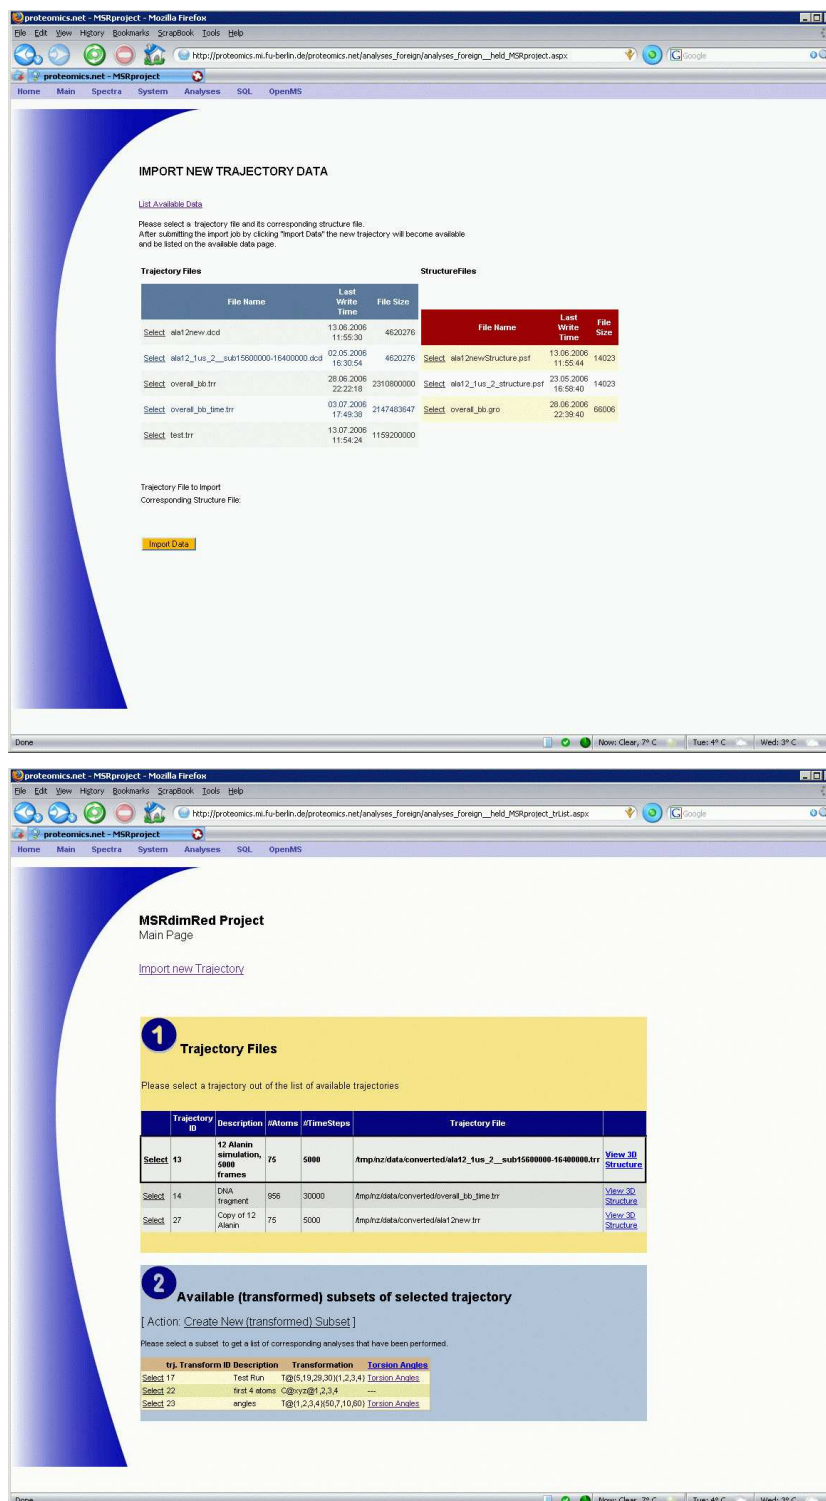 proteomics.net - MSRproject - Mozilla Firefox
File Edit View History Bookmarks ScrapBook Tools Help
http://proteomics.mi.fu-berlin.de/proteomics.net/analyses_foreign/analyses_foreign__held_MSRproject.aspx
Google
proteomics.net - MSRproject
Home Main Spectra System Analyses SQL OpenMS
IMPORT NEW TRAJECTORY DATA
List Available Data
Please select a trajectory file and its corresponding structure file.
After submitting the import job by clicking "Import Data" the new trajectory will become available
and be listed on the available data page.
Trajectory Files
File Name Last Write Time File Size
Select ala12new.dcd 13.06.2006 11:55:30 4620276
Select ala12_1us_2__sub15600000-16400000.dcd 02.05.2006 16:30:54 4620276
Select overall_bb.trr 28.06.2006 22:22:18 2310800000
Select overall_bb_time.trr 03.07.2006 17:49:38 2147483647
Select test.trr 13.07.2006 11:54:24 1159200000
StructureFiles
File Name Last Write Time File Size
Select ala12newStructure.psf 13.06.2006 11:55:44 14023
Select ala12_1us_2_structure.psf 23.05.2006 16:58:40 14023
Select overall_bb.gro 28.06.2006 22:39:40 66006
Trajectory File to Import
Corresponding Structure File:
Import Data
Done
Now: Clear, 7° C Tue: 4° C Wed: 3° C
proteomics.net - MSRproject - Mozilla Firefox
File Edit View History Bookmarks ScrapBook Tools Help
http://proteomics.mi.fu-berlin.de/proteomics.net/analyses_foreign/analyses_foreign__held_MSRproject_trList.aspx
Google
proteomics.net - MSRproject
Home Main Spectra System Analyses SQL OpenMS
MSRdimRed Project
Main Page
Import new Trajectory
1 Trajectory Files
Please select a trajectory out of the list of available trajectories
Trajectory ID Description #Atoms #TimeSteps Trajectory File
Select 13 12 Alanin simulation, 5000 frames 75 5000 /tmp/nz/data/converted/ala12_1us_2__sub15600000-16400000.trr View 3D Structure
Select 14 DNA fragment 956 30000 /tmp/nz/data/converted/overall_bb_time.trr View 3D Structure
Select 27 Copy of 12 Alanin 75 5000 /tmp/nz/data/converted/ala12new.trr View 3D Structure
2 Available (transformed) subsets of selected trajectory
[ Action: Create New (transformed) Subset ]
Please select a subset to get a list of corresponding analyses that have been performed.
trj. Transform ID Description Transformation Torsion Angles
Select 17 Test Run T@(5,19,29,30)(1,2,3,4) Torsion Angles
Select 22 first 4 atoms C@xyz@1,2,3,4 ---
Select 23 angles T@(1,2,3,4)(50,7,10,60) Torsion Angles
Done
Now: Clear, 7° C Tue: 4° C Wed: 3° C